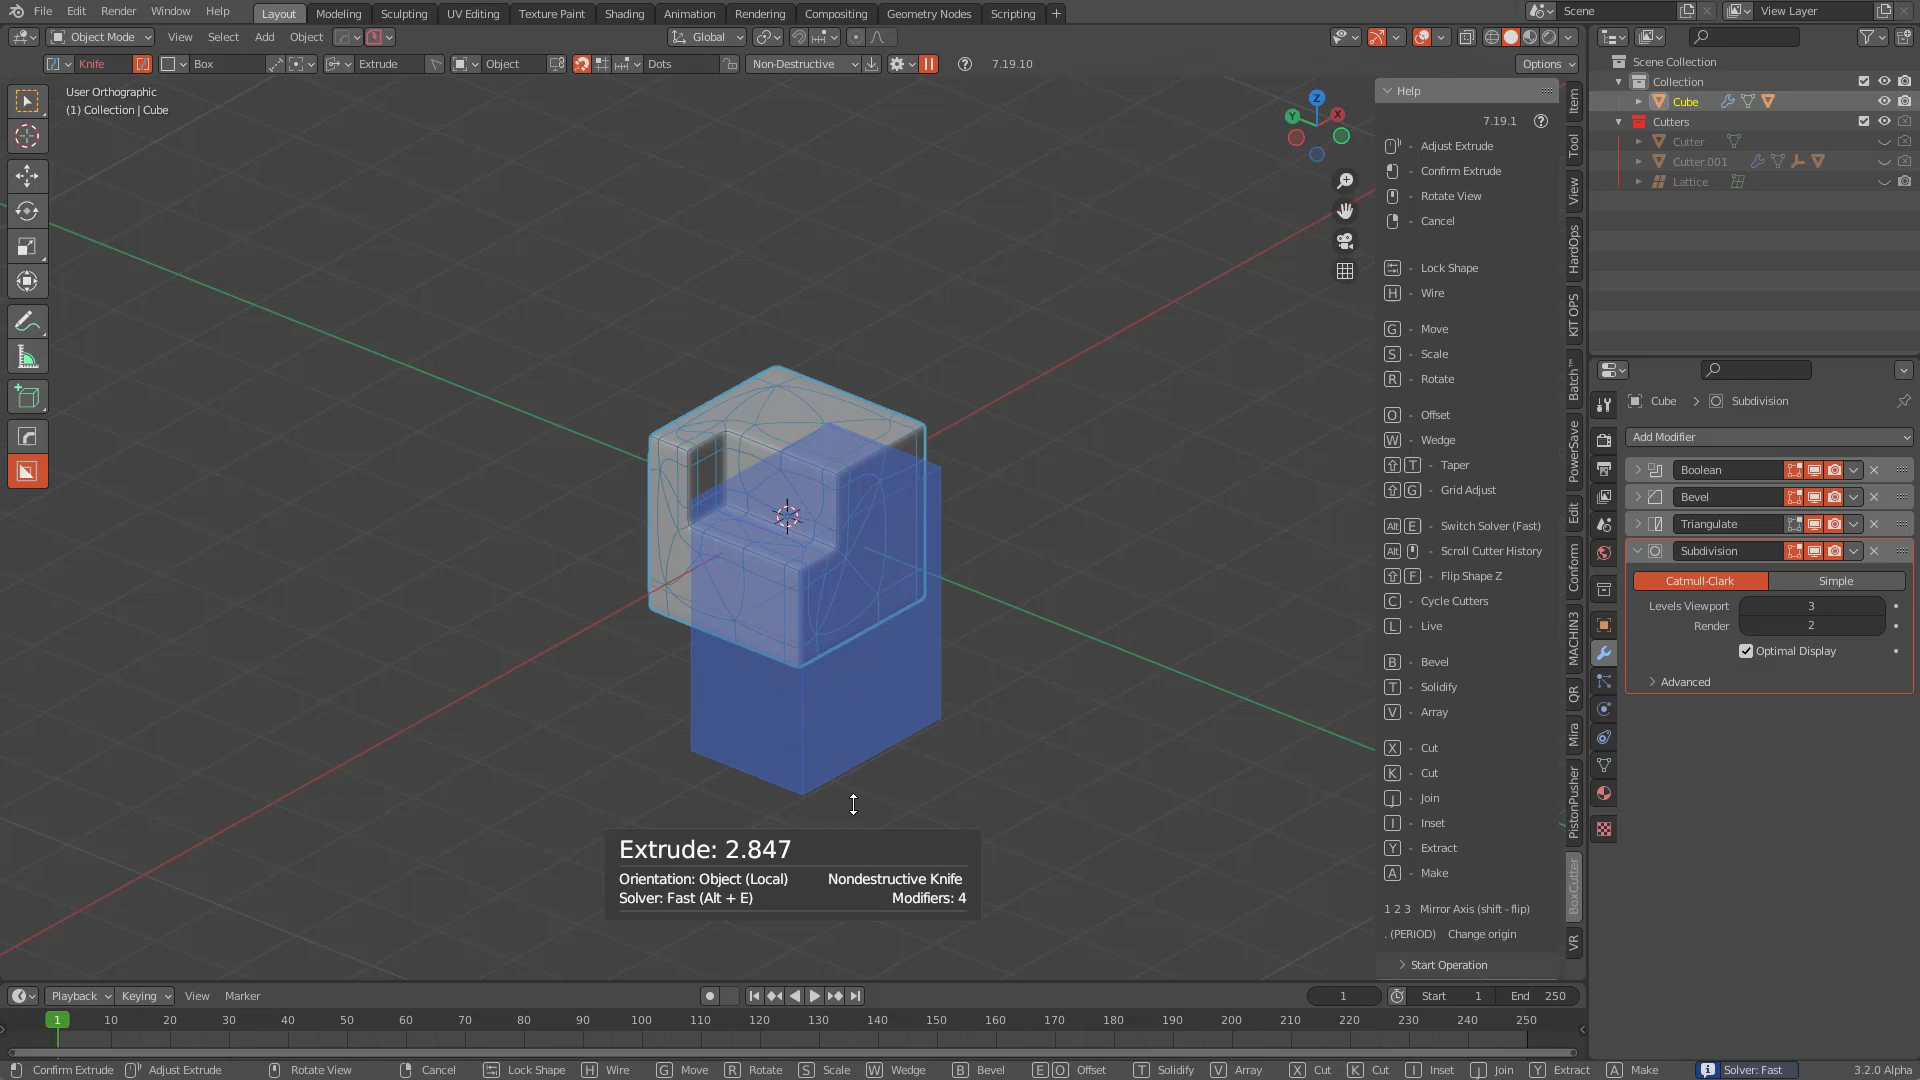 File Edit Render Window Help Layout Modeling Sculpting UV Editing Texture Paint Shading Animation Rendering Compositing Geometry Nodes Scripting + Scene View Layer
Object Mode View Select Add Object Global
Knife Box Extrude Object Dots Non-Destructive 7.19.10 Options
User Orthographic
(1) Collection | Cube
Z
Y
X
Help
7.19.1
Adjust Extrude
Confirm Extrude
Rotate View
Cancel
Lock Shape
H - Wire
G - Move
S - Scale
R - Rotate
O - Offset
W - Wedge
T - Taper
G - Grid Adjust
Alt E - Switch Solver (Fast)
Alt - Scroll Cutter History
F - Flip Shape Z
C - Cycle Cutters
L - Live
B - Bevel
T - Solidify
V - Array
X - Cut
K - Cut
J - Join
I - Inset
Y - Extract
A - Make
1 2 3 Mirror Axis (shift - flip)
. (PERIOD) Change origin
Start Operation
Item
Tool
View
HardOps
KIT OPS
Batch™
PowerSave
Edit
Conform
MACHIN3
QR
Mira
PistonPusher
BoxCutter
VR
Scene Collection
Collection
Cube
Cutters
Cutter
Cutter.001
Lattice
Cube > Subdivision
Add Modifier
Boolean
Bevel
Triangulate
Subdivision
Catmull-Clark Simple
Levels Viewport 3
Render 2
Optimal Display
Advanced
Extrude: 2.847
Orientation: Object (Local) Nondestructive Knife
Solver: Fast (Alt + E) Modifiers: 4
Playback Keying View Marker 1 Start 1 End 250
1 10 20 30 40 50 60 70 80 90 100 110 120 130 140 150 160 170 180 190 200 210 220 230 240 250
Confirm Extrude Adjust Extrude Rotate View Cancel Lock Shape H Wire G Move R Rotate S Scale W Wedge B Bevel E O Offset T Solidify V Array X Cut K Cut I Inset J Join Y Extract A Make Solver: Fast 3.2.0 Alpha